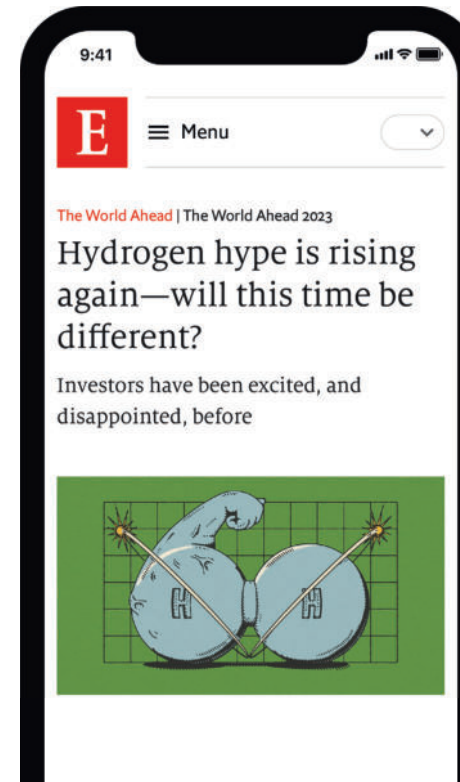 9:41
E
Menu
The World Ahead | The World Ahead 2023
Hydrogen hype is rising
again—will this time be
different?
Investors have been excited, and
disappointed, before
H H